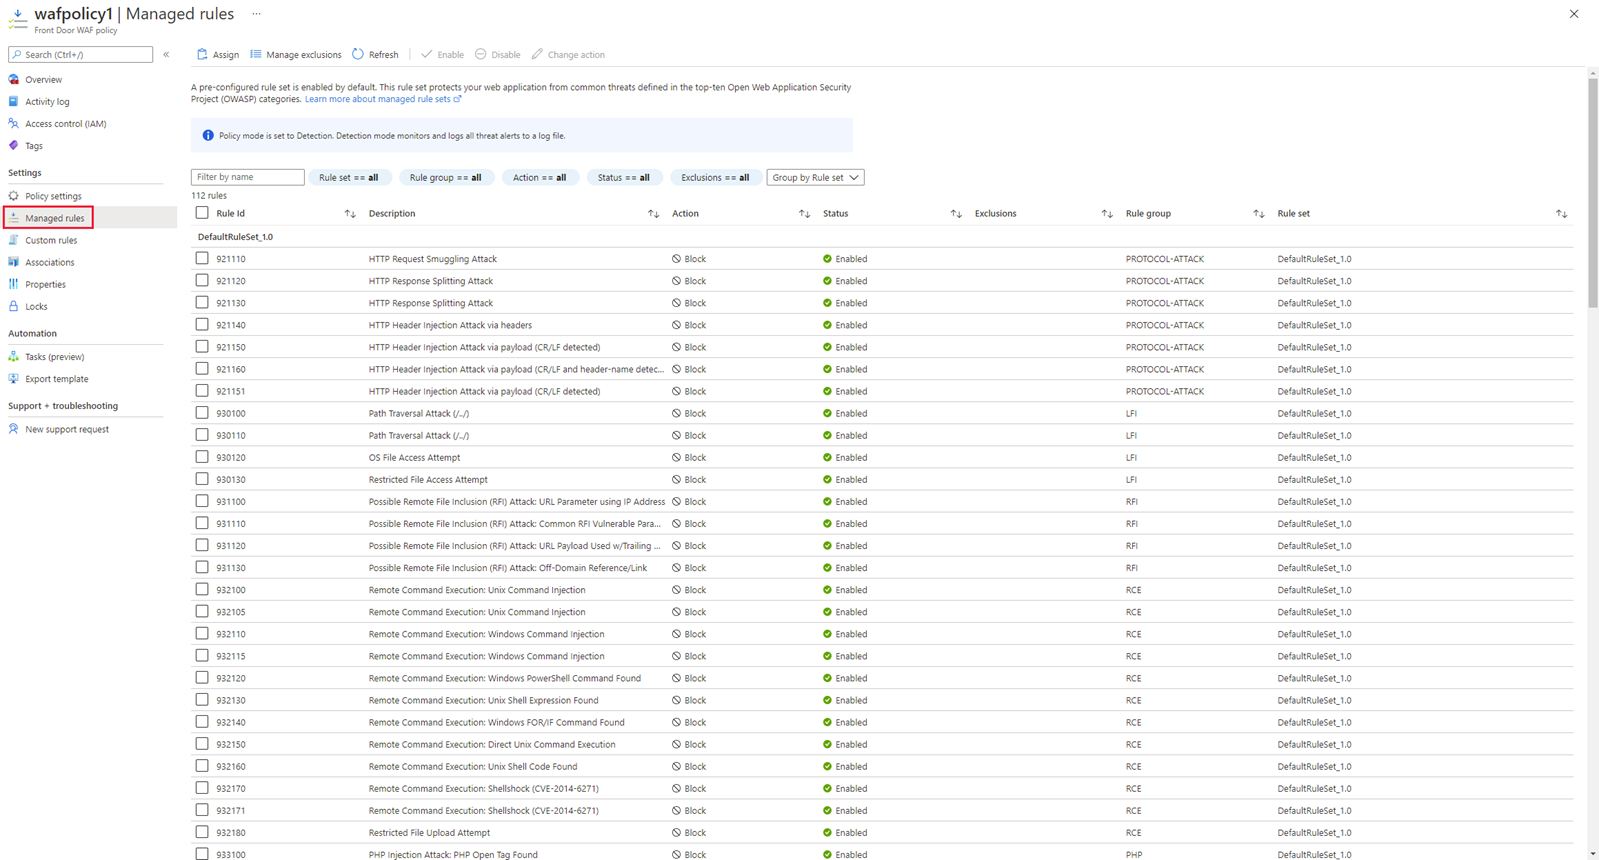 wafpolicy1 | Managed rules ...
Front Door WAF policy
Search (Ctrl+/)
«
Overview
Activity log
Access control (IAM)
Tags
Settings
Policy settings
Managed rules
Custom rules
Associations
Properties
Locks
Automation
Tasks (preview)
Export template
Support + troubleshooting
New support request
Assign Manage exclusions Refresh Enable Disable Change action
A pre-configured rule set is enabled by default. This rule set protects your web application from common threats defined in the top-ten Open Web Application Security
Project (OWASP) categories. Learn more about managed rule sets
Policy mode is set to Detection. Detection mode monitors and logs all threat alerts to a log file.
Filter by name Rule set == all Rule group == all Action == all Status == all Exclusions == all Group by Rule set
112 rules
Rule Id Description Action Status Exclusions Rule group Rule set
DefaultRuleSet_1.0
921110 HTTP Request Smuggling Attack Block Enabled PROTOCOL-ATTACK DefaultRuleSet_1.0
921120 HTTP Response Splitting Attack Block Enabled PROTOCOL-ATTACK DefaultRuleSet_1.0
921130 HTTP Response Splitting Attack Block Enabled PROTOCOL-ATTACK DefaultRuleSet_1.0
921140 HTTP Header Injection Attack via headers Block Enabled PROTOCOL-ATTACK DefaultRuleSet_1.0
921150 HTTP Header Injection Attack via payload (CR/LF detected) Block Enabled PROTOCOL-ATTACK DefaultRuleSet_1.0
921160 HTTP Header Injection Attack via payload (CR/LF and header-name detec... Block Enabled PROTOCOL-ATTACK DefaultRuleSet_1.0
921151 HTTP Header Injection Attack via payload (CR/LF detected) Block Enabled PROTOCOL-ATTACK DefaultRuleSet_1.0
930100 Path Traversal Attack (/../) Block Enabled LFI DefaultRuleSet_1.0
930110 Path Traversal Attack (/../) Block Enabled LFI DefaultRuleSet_1.0
930120 OS File Access Attempt Block Enabled LFI DefaultRuleSet_1.0
930130 Restricted File Access Attempt Block Enabled LFI DefaultRuleSet_1.0
931100 Possible Remote File Inclusion (RFI) Attack: URL Parameter using IP Address Block Enabled RFI DefaultRuleSet_1.0
931110 Possible Remote File Inclusion (RFI) Attack: Common RFI Vulnerable Para... Block Enabled RFI DefaultRuleSet_1.0
931120 Possible Remote File Inclusion (RFI) Attack: URL Payload Used w/Trailing ... Block Enabled RFI DefaultRuleSet_1.0
931130 Possible Remote File Inclusion (RFI) Attack: Off-Domain Reference/Link Block Enabled RFI DefaultRuleSet_1.0
932100 Remote Command Execution: Unix Command Injection Block Enabled RCE DefaultRuleSet_1.0
932105 Remote Command Execution: Unix Command Injection Block Enabled RCE DefaultRuleSet_1.0
932110 Remote Command Execution: Windows Command Injection Block Enabled RCE DefaultRuleSet_1.0
932115 Remote Command Execution: Windows Command Injection Block Enabled RCE DefaultRuleSet_1.0
932120 Remote Command Execution: Windows PowerShell Command Found Block Enabled RCE DefaultRuleSet_1.0
932130 Remote Command Execution: Unix Shell Expression Found Block Enabled RCE DefaultRuleSet_1.0
932140 Remote Command Execution: Windows FOR/IF Command Found Block Enabled RCE DefaultRuleSet_1.0
932150 Remote Command Execution: Direct Unix Command Execution Block Enabled RCE DefaultRuleSet_1.0
932160 Remote Command Execution: Unix Shell Code Found Block Enabled RCE DefaultRuleSet_1.0
932170 Remote Command Execution: Shellshock (CVE-2014-6271) Block Enabled RCE DefaultRuleSet_1.0
932171 Remote Command Execution: Shellshock (CVE-2014-6271) Block Enabled RCE DefaultRuleSet_1.0
932180 Restricted File Upload Attempt Block Enabled RCE DefaultRuleSet_1.0
933100 PHP Injection Attack: PHP Open Tag Found Block Enabled PHP DefaultRuleSet_1.0